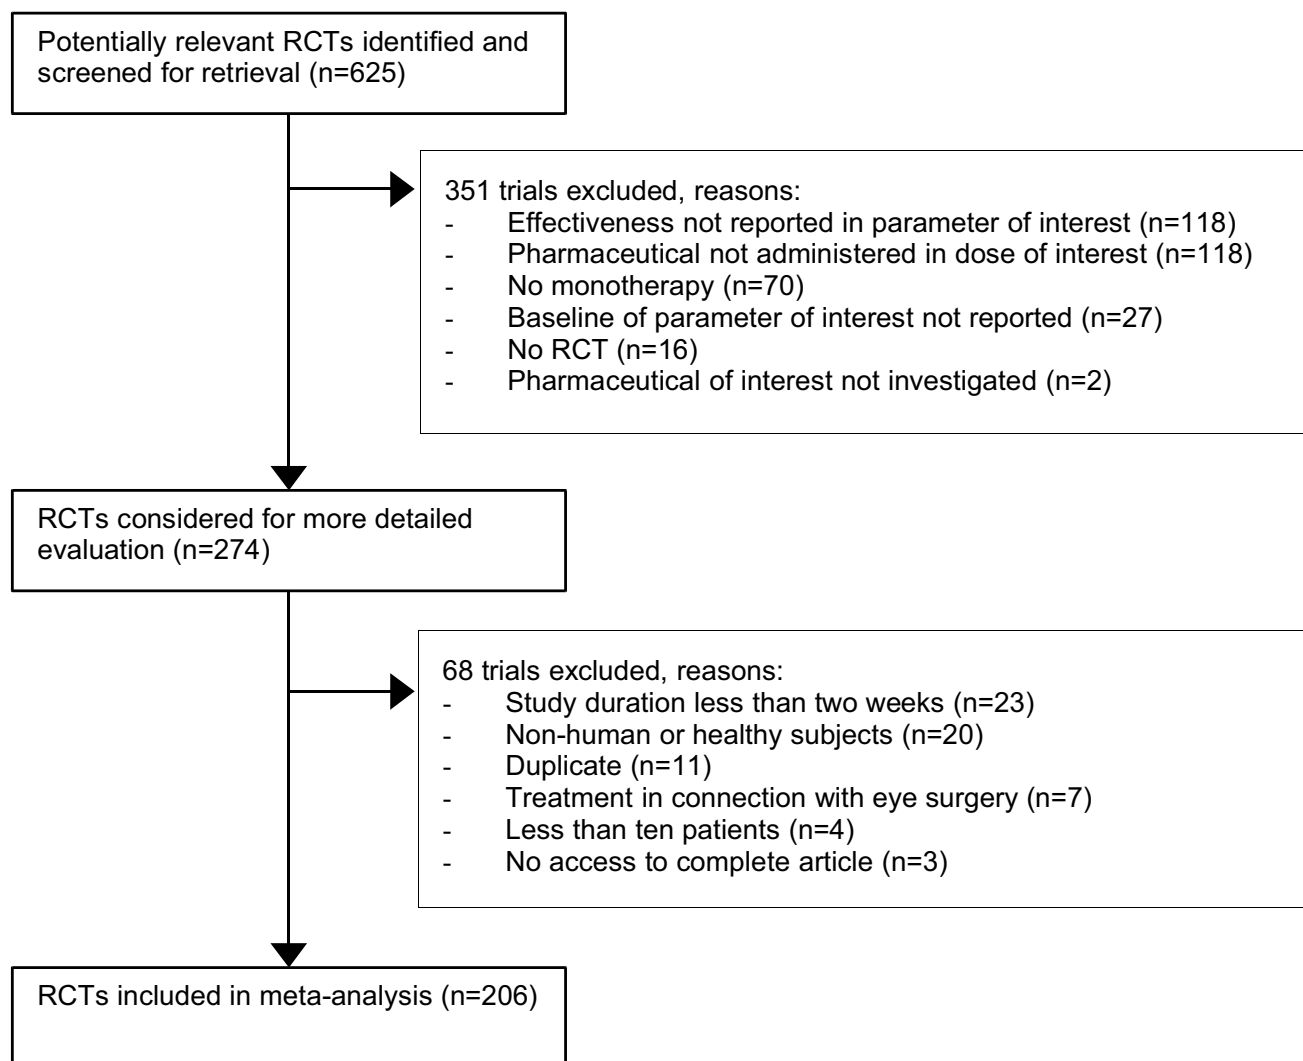 Potentially relevant RCTs identified and
screened for retrieval (n=625)
351 trials excluded, reasons:
- Effectiveness not reported in parameter of interest (n=118)
- Pharmaceutical not administered in dose of interest (n=118)
- No monotherapy (n=70)
- Baseline of parameter of interest not reported (n=27)
- No RCT (n=16)
- Pharmaceutical of interest not investigated (n=2)
RCTs considered for more detailed
evaluation (n=274)
68 trials excluded, reasons:
- Study duration less than two weeks (n=23)
- Non-human or healthy subjects (n=20)
- Duplicate (n=11)
- Treatment in connection with eye surgery (n=7)
- Less than ten patients (n=4)
- No access to complete article (n=3)
RCTs included in meta-analysis (n=206)